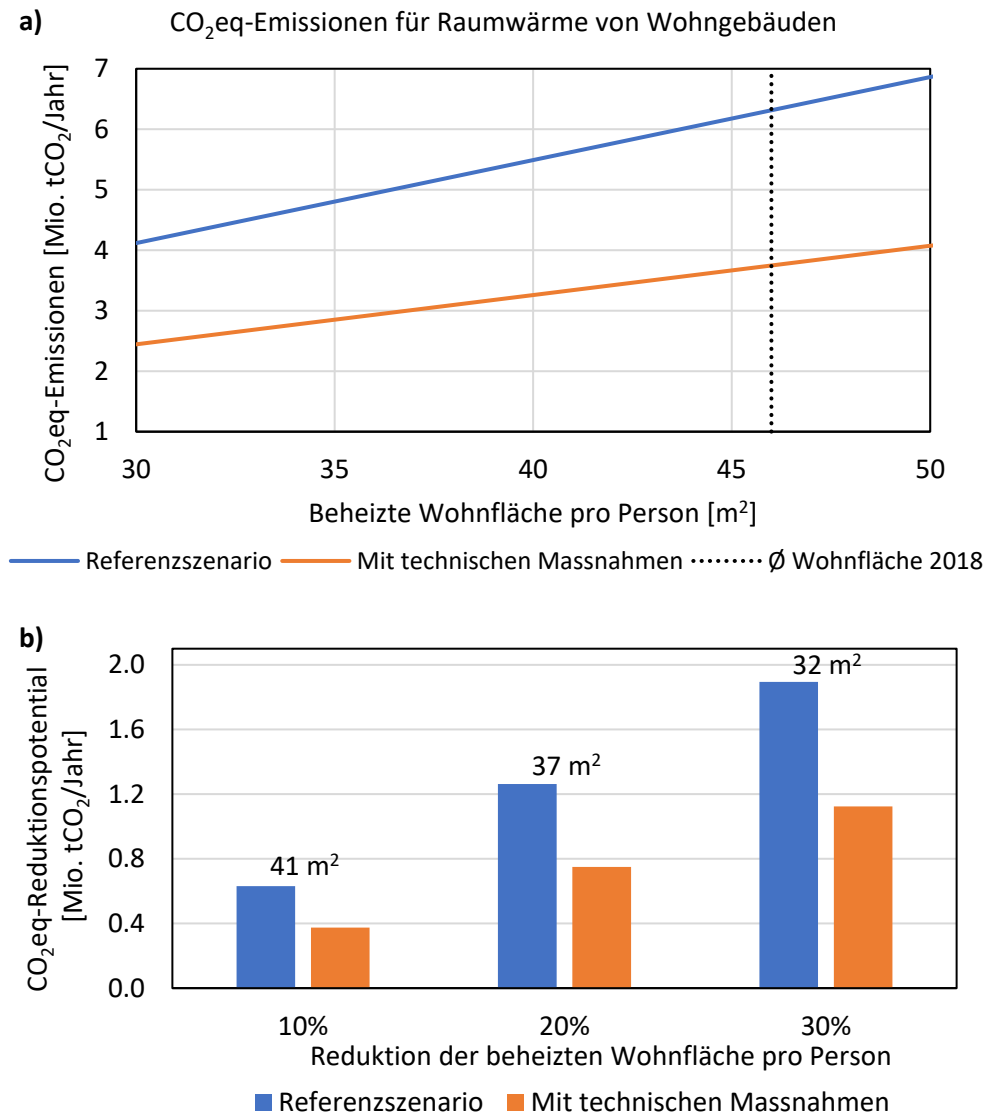 a) CO₂eq-Emissionen für Raumwärme von Wohngebäuden
CO₂eq-Emissionen [Mio. tCO₂/Jahr]
7
6
5
4
3
2
1
30 35 40 45 50
Beheizte Wohnfläche pro Person [m²]
Referenzszenario Mit technischen Massnahmen Ø Wohnfläche 2018
b)
CO₂eq-Reduktionspotential
[Mio. tCO₂/Jahr]
2.0
1.6
1.2
0.8
0.4
0.0
41 m²
37 m²
32 m²
10% 20% 30%
Reduktion der beheizten Wohnfläche pro Person
Referenzszenario Mit technischen Massnahmen